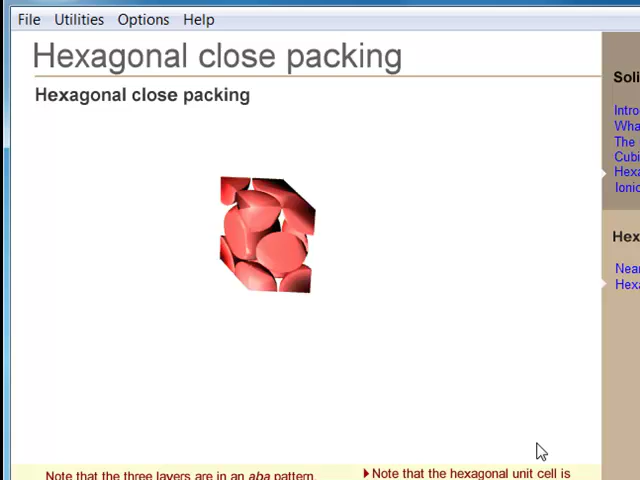 File Utilities Options Help
Hexagonal close packing
Hexagonal close packing
Note that the three layers are in an aba pattern.
Note that the hexagonal unit cell is
Soli
Intro
Wha
The
Cubi
Hexa
Ionic
Hex
Near
Hexa